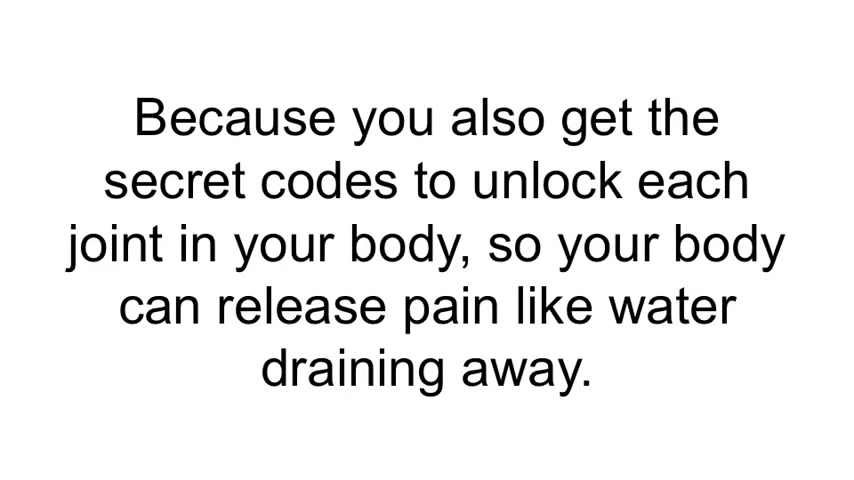 Because you also get the
secret codes to unlock each
joint in your body, so your body
can release pain like water
draining away.